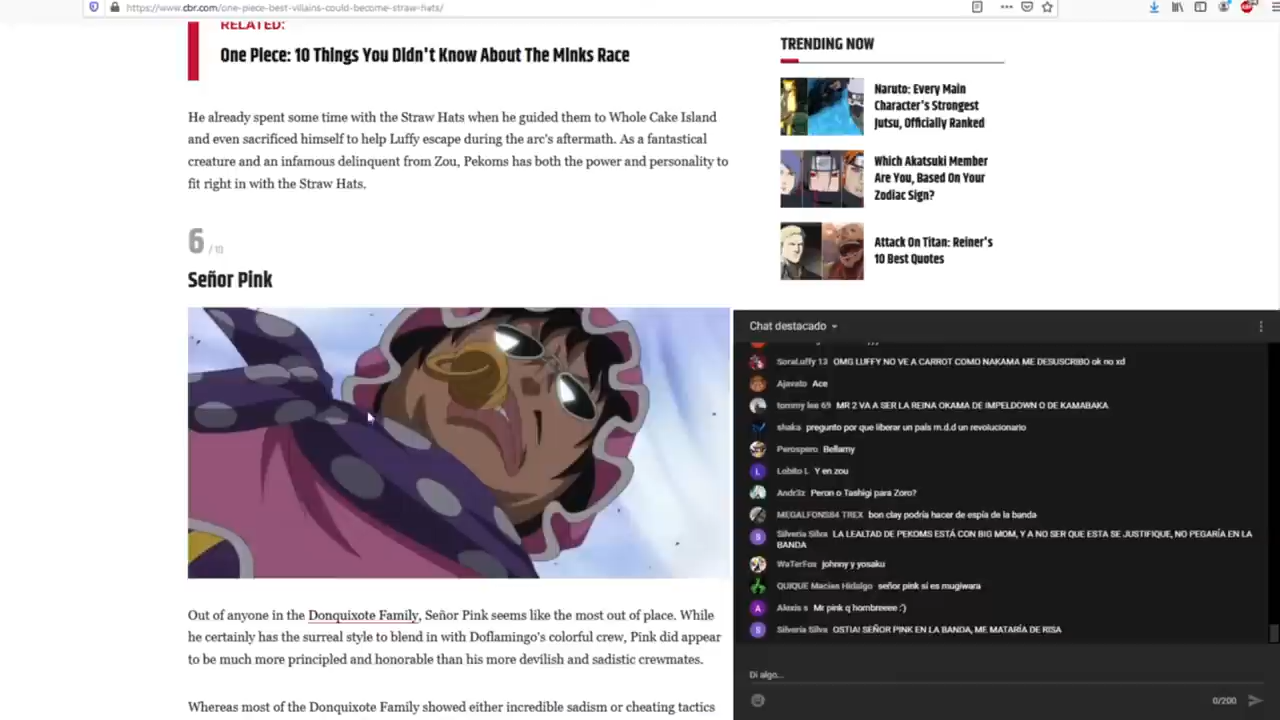 https://www.cbr.com/one-piece-best-villains-could-become-straw-hats/
RELATED:
One Piece: 10 Things You Didn't Know About The Minks Race
He already spent some time with the Straw Hats when he guided them to Whole Cake Island
and even sacrificed himself to help Luffy escape during the arc's aftermath. As a fantastical
creature and an infamous delinquent from Zou, Pekoms has both the power and personality to
fit right in with the Straw Hats.
6 / 10
Señor Pink
Out of anyone in the Donquixote Family, Señor Pink seems like the most out of place. While
he certainly has the surreal style to blend in with Doflamingo's colorful crew, Pink did appear
to be much more principled and honorable than his more devilish and sadistic crewmates.
Whereas most of the Donquixote Family showed either incredible sadism or cheating tactics
TRENDING NOW
Naruto: Every Main
Character's Strongest
Jutsu, Officially Ranked
Which Akatsuki Member
Are You, Based On Your
Zodiac Sign?
Attack On Titan: Reiner's
10 Best Quotes
Chat destacado
SoraLuffy 13 OMG LUFFY NO VE A CARROT COMO NAKAMA ME DESUSCRIBO ok no xd
Ajavato Ace
tommy lee 69 MR 2 VA A SER LA REINA OKAMA DE IMPELDOWN O DE KAMABAKA
shaka pregunto por que liberar un país m.d.d un revolucionario
Perospero Bellamy
Lobito L Y en zou
Andr3z Peron o Tashigi para Zoro?
MEGALFONS84 TREX bon clay podría hacer de espía de la banda
S Silveria Silva LA LEALTAD DE PEKOMS ESTÁ CON BIG MOM, Y A NO SER QUE ESTA SE JUSTIFIQUE, NO PEGARÍA EN LA
BANDA
WaTerFox johnny y yosaku
QUIQUE Macian Hidalgo señor pink si es mugiwara
A Alexis s Mr pink q hombreeee :')
S Silveria Silva OSTIA! SEÑOR PINK EN LA BANDA, ME MATARÍA DE RISA
Di algo...
0/200